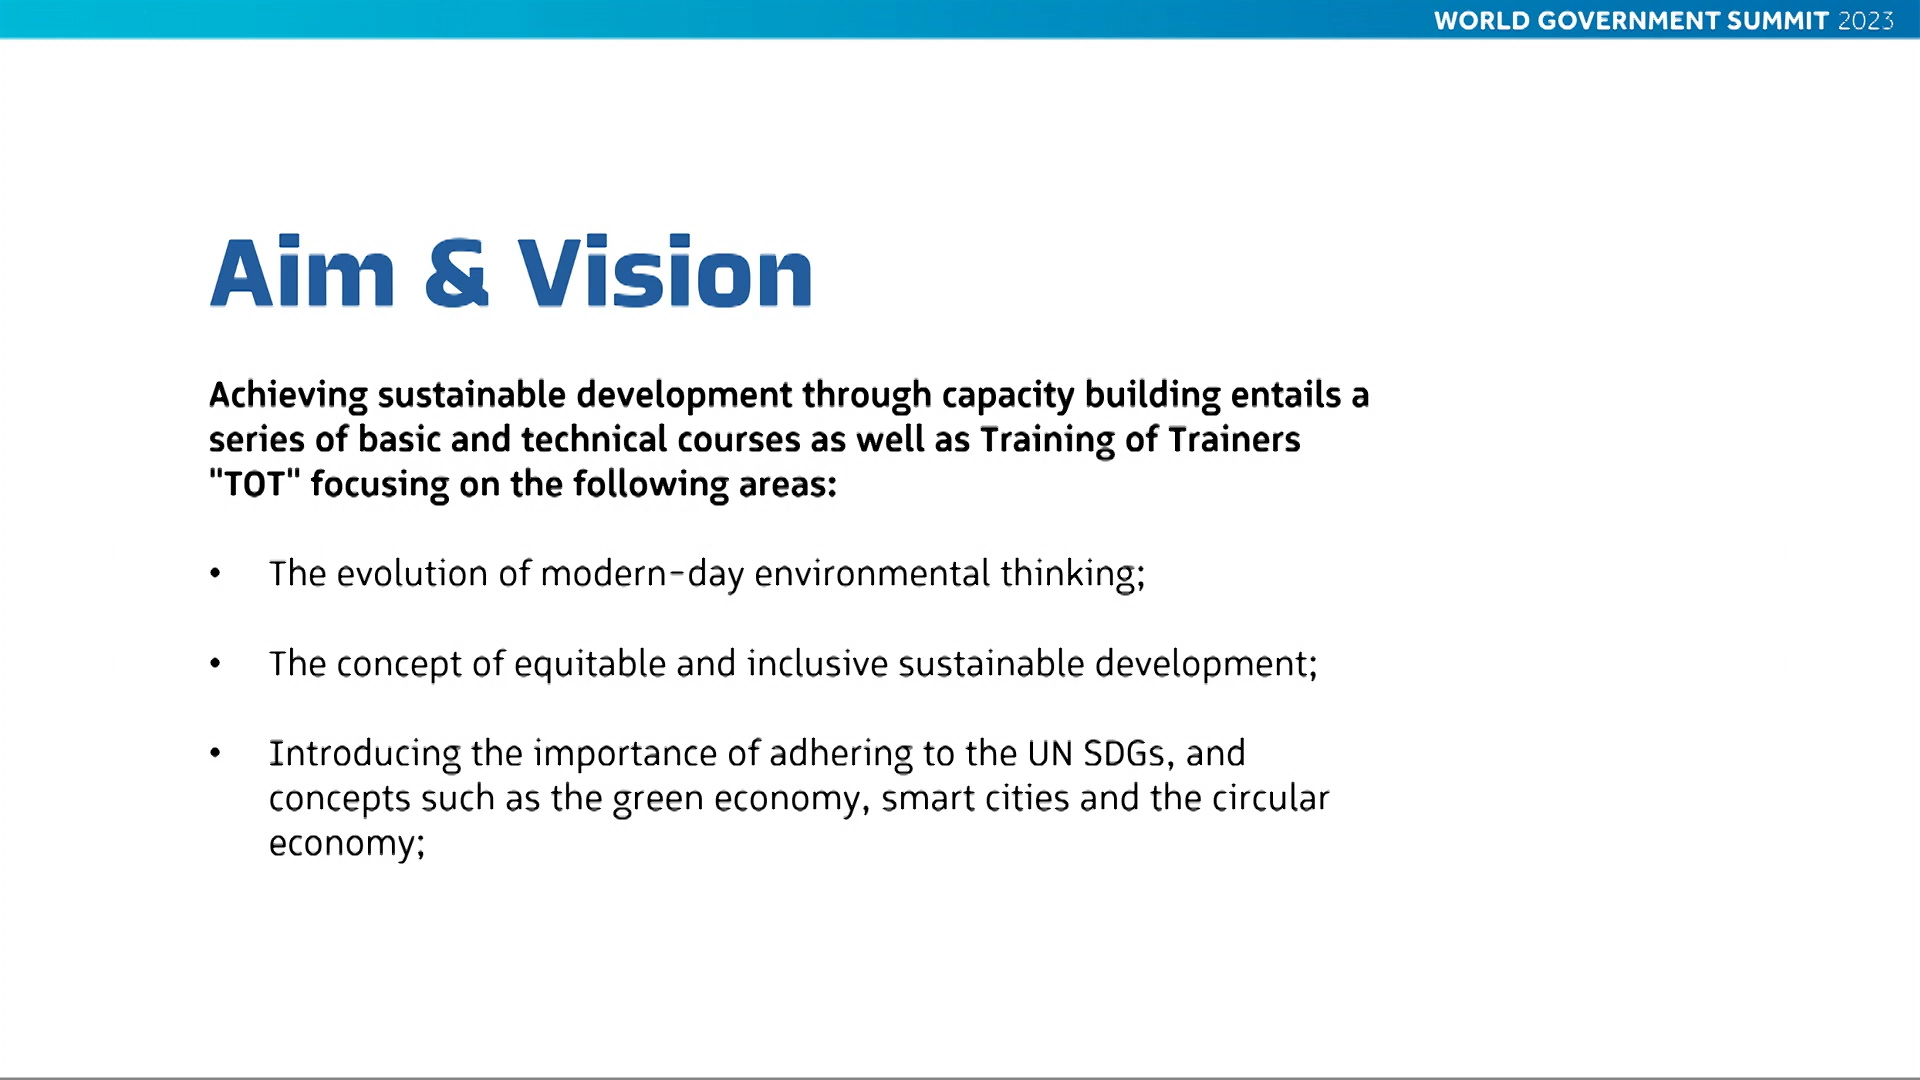 WORLD GOVERNMENT SUMMIT 2023
Aim & Vision
Achieving sustainable development through capacity building entails a
series of basic and technical courses as well as Training of Trainers
"TOT" focusing on the following areas:
• The evolution of modern-day environmental thinking;
• The concept of equitable and inclusive sustainable development;
• Introducing the importance of adhering to the UN SDGs, and
concepts such as the green economy, smart cities and the circular
economy;